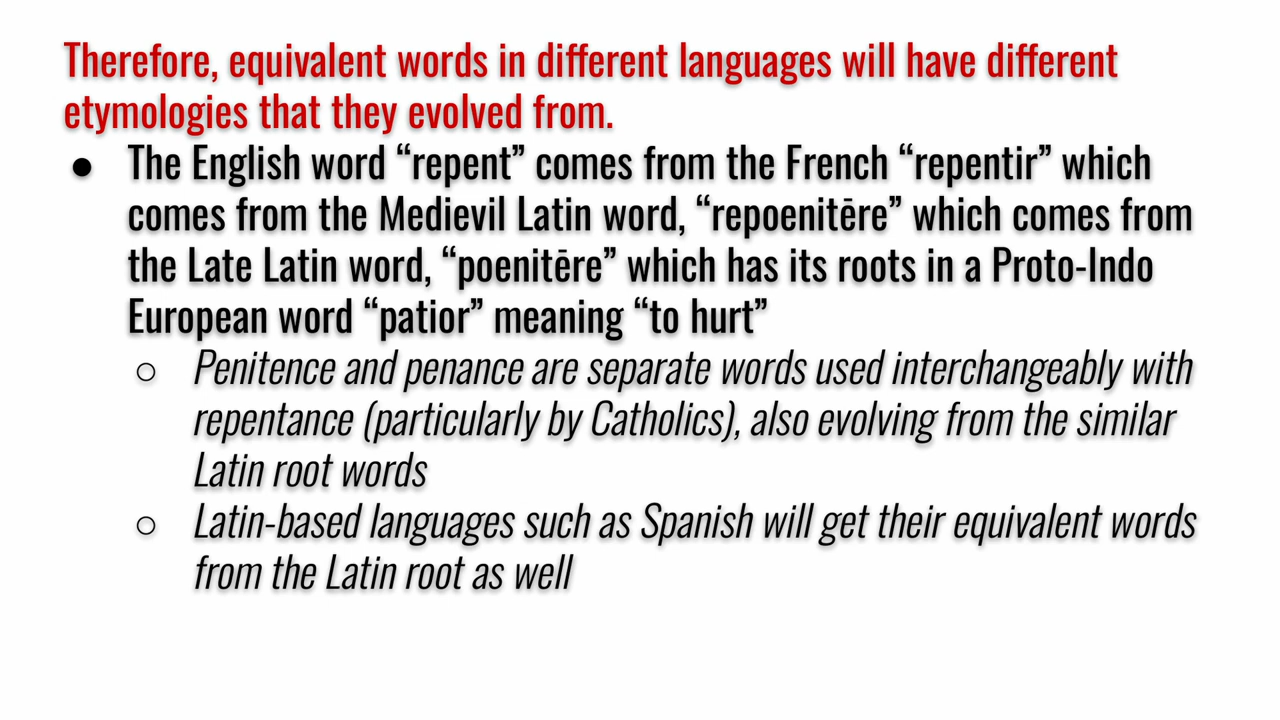 Therefore, equivalent words in different languages will have different
etymologies that they evolved from.
● The English word “repent” comes from the French “repentir” which
comes from the Medievil Latin word, “repoenitēre” which comes from
the Late Latin word, “poenitēre” which has its roots in a Proto-Indo
European word “patior” meaning “to hurt”
○ Penitence and penance are separate words used interchangeably with
repentance (particularly by Catholics), also evolving from the similar
Latin root words
○ Latin-based languages such as Spanish will get their equivalent words
from the Latin root as well